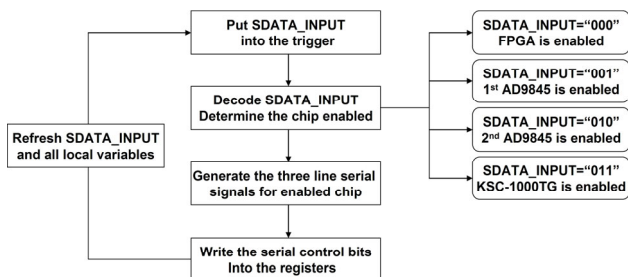 Put SDATA_INPUT
into the trigger
Decode SDATA_INPUT
Determine the chip enabled
Generate the three line serial
signals for enabled chip
Write the serial control bits
Into the registers
Refresh SDATA_INPUT
and all local variables
SDATA_INPUT=“000”
FPGA is enabled
SDATA_INPUT=“001”
1st AD9845 is enabled
SDATA_INPUT=“010”
2nd AD9845 is enabled
SDATA_INPUT=“011”
KSC-1000TG is enabled